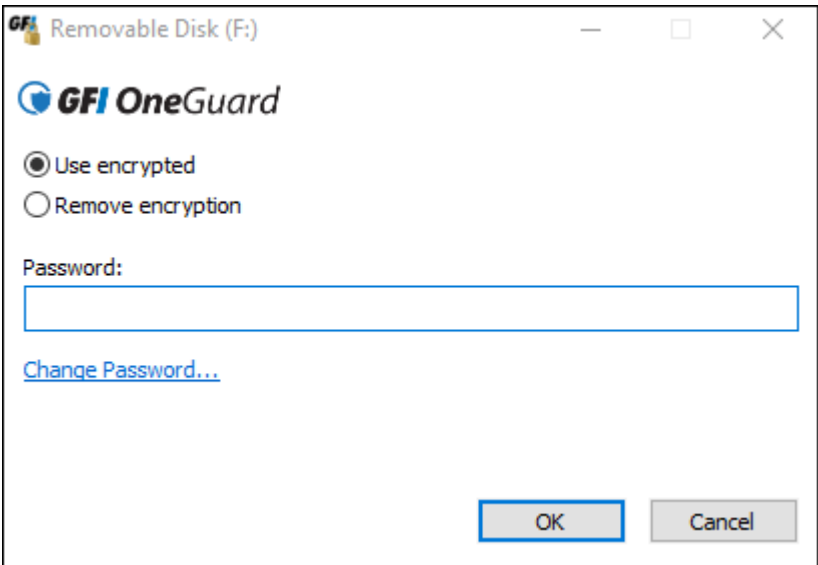 GFI Removable Disk (F:)
GFI OneGuard
Use encrypted
Remove encryption
Password:
Change Password...
OK Cancel